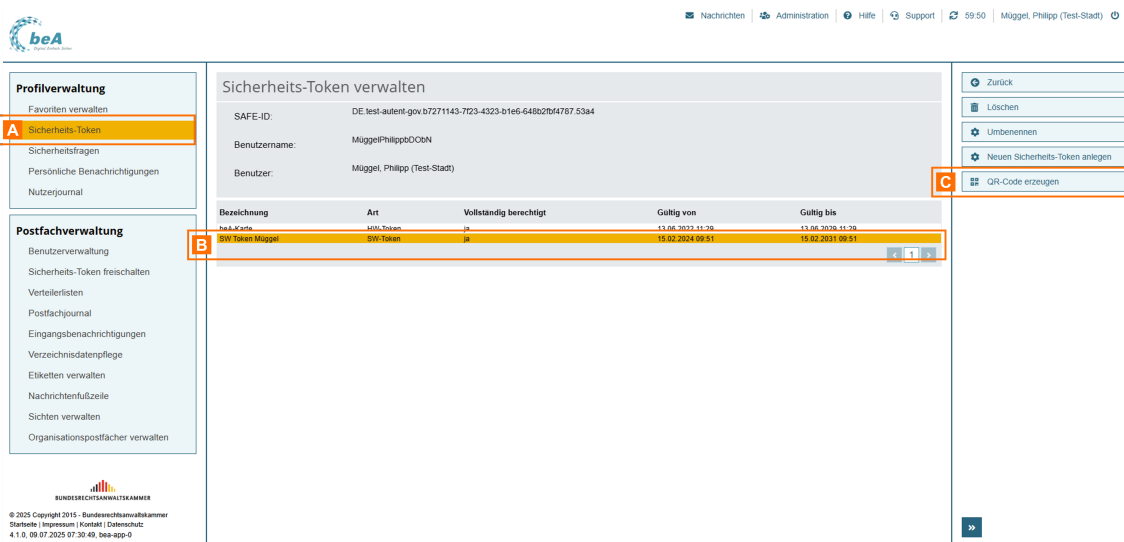 Nachrichten Administration Hilfe Support 59:50 Müggel, Philipp (Test-Stadt)
beA
Digital. Einfach. Sicher.
Profilverwaltung
Favoriten verwalten
A Sicherheits-Token
Sicherheitsfragen
Persönliche Benachrichtigungen
Nutzerjournal
Postfachverwaltung
Benutzerverwaltung
Sicherheits-Token freischalten
Verteilerlisten
Postfachjournal
Eingangsbenachrichtigungen
Verzeichnisdatenpflege
Etiketten verwalten
Nachrichtenfußzeile
Sichten verwalten
Organisationspostfächer verwalten
BUNDESRECHTSANWALTSKAMMER
© 2025 Copyright 2015 - Bundesrechtsanwaltskammer
Startseite | Impressum | Kontakt | Datenschutz
4.1.0, 09.07.2025 07:30:49, bea-app-0
Sicherheits-Token verwalten
SAFE-ID: DE.test-autent-gov.b7271143-7f23-4323-b1e6-648b2fbf4787.53a4
Benutzername: MüggelPhilippbDObN
Benutzer: Müggel, Philipp (Test-Stadt)
Bezeichnung Art Vollständig berechtigt Gültig von Gültig bis
beA-Karte HW-Token ja 13.06.2022 11:29 13.06.2029 11:29
B SW Token Müggel SW-Token ja 15.02.2024 09:51 15.02.2031 09:51
1
Zurück
Löschen
Umbenennen
Neuen Sicherheits-Token anlegen
C QR-Code erzeugen